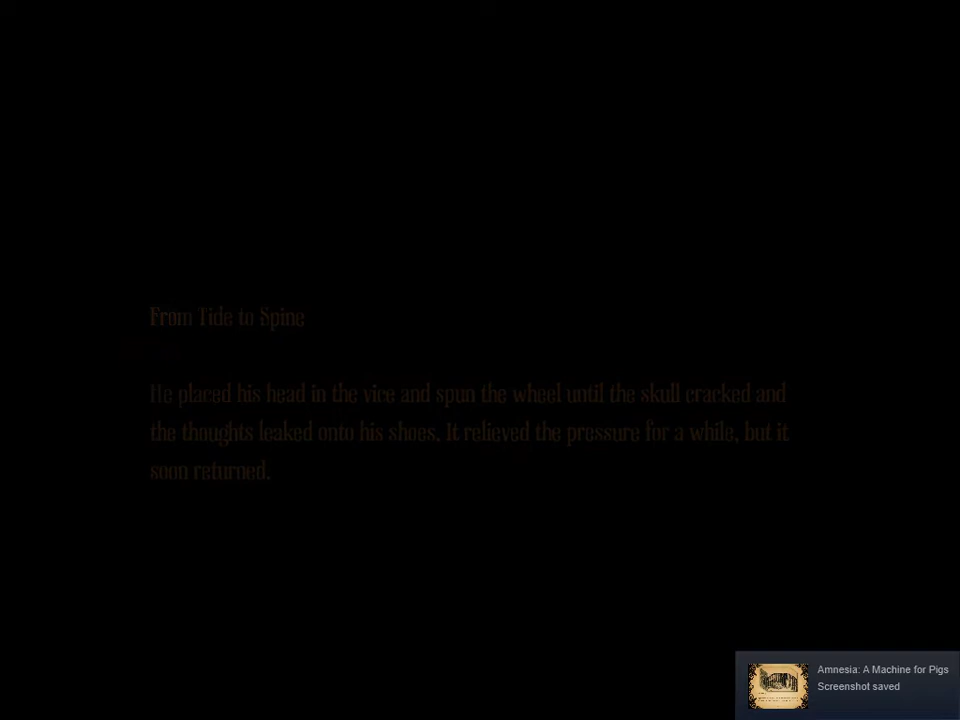 From Tide to Spine
He placed his head in the vice and spun the wheel until the skull cracked and
the thoughts leaked onto his shoes. It relieved the pressure for a while, but it
soon returned.
Amnesia: A Machine for Pigs
Screenshot saved